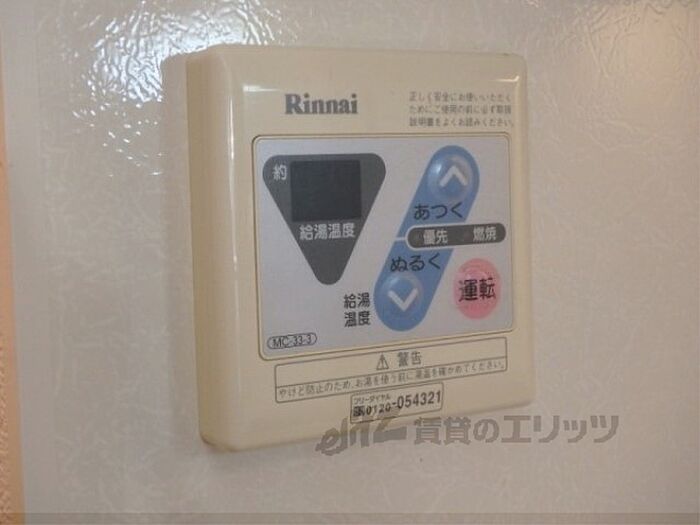 Rinnai
正しく安全にお使いいただく
ためにご使用の前に必ず取扱
説明書をよくお読みください。
約
給湯温度
あつく
優先 燃焼
ぬるく
給湯
温度
運転
MC-33-3
⚠ 警告
やけど防止のため、お湯を使う前に湯温を確かめてください。
フリーダイヤル
0120-054321
賃貸のエリッツ